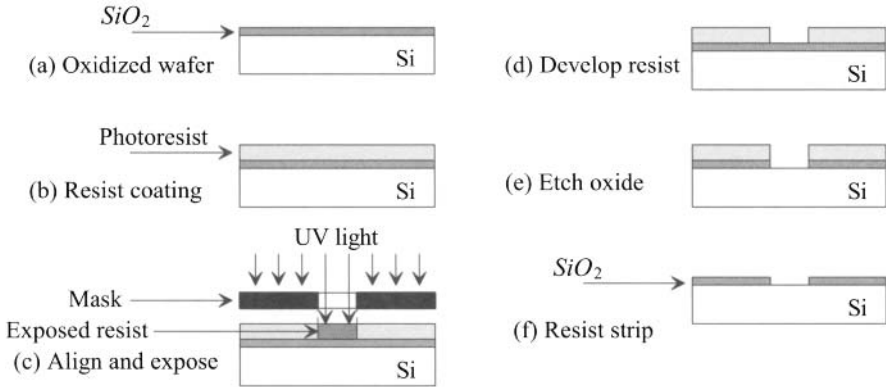 SiO2
Si
(a) Oxidized wafer
Photoresist
Si
(b) Resist coating
UV light
Mask
Exposed resist
Si
(c) Align and expose
Si
(d) Develop resist
Si
(e) Etch oxide
SiO2
Si
(f) Resist strip